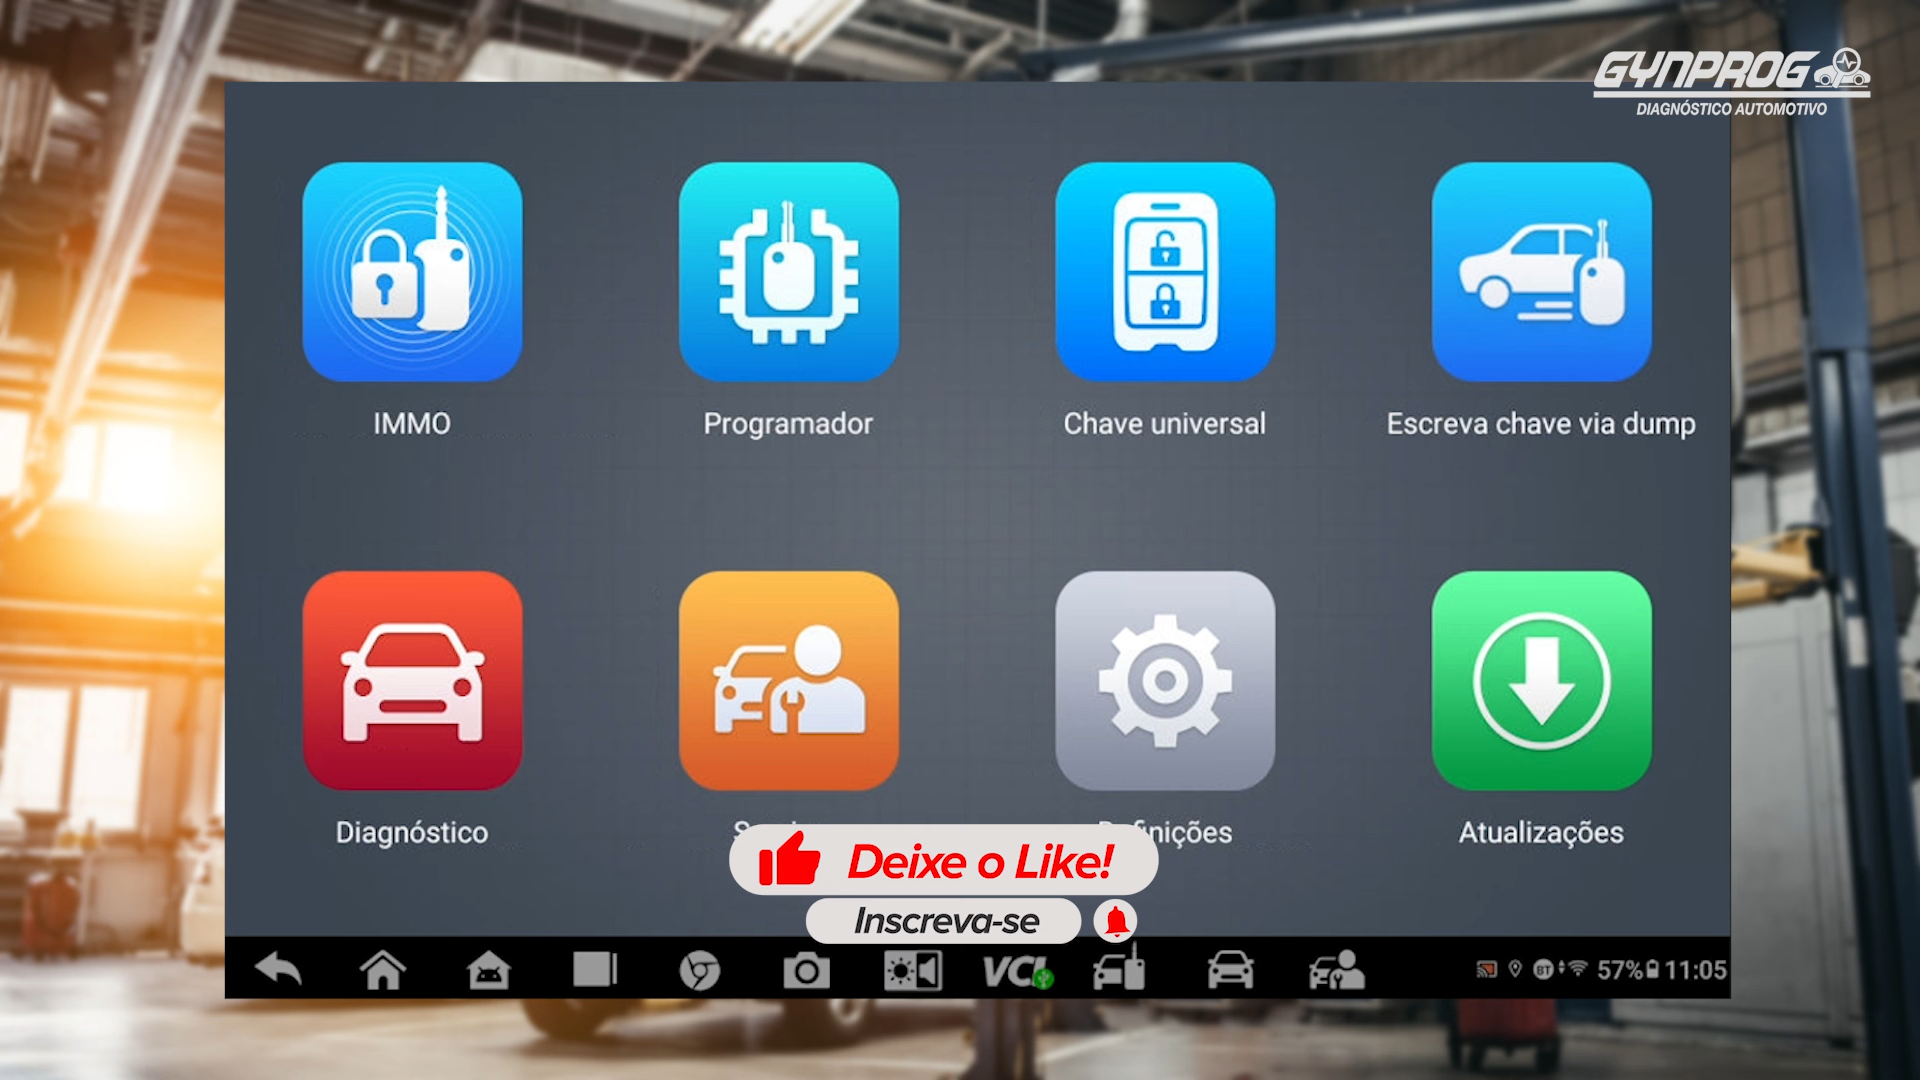 GYNPROG
DIAGNÓSTICO AUTOMOTIVO
IMMO
Programador
Chave universal
Escreva chave via dump
Diagnóstico
Atualizações
Deixe o Like!
Inscreva-se
VCI
BT
57%
11:05